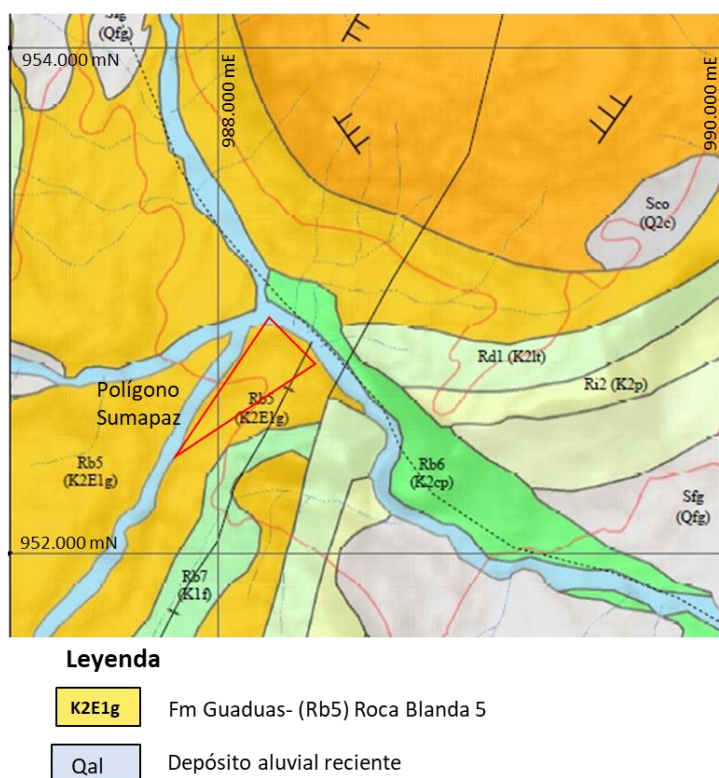 Sfg
(Qfg)
954.000 mN
988.000 mE
990.000 mE
Sco
(Q2c)
Rd1 (K2lt)
Ri2 (K2p)
Polígono
Sumapaz
Rb5
(K2E1g)
Rb5
(K2E1g)
Rb6
(K2cp)
Sfg
(Qfg)
952.000 mN
Rb7
(K1f)
Leyenda
K2E1g
Fm Guaduas- (Rb5) Roca Blanda 5
Qal
Depósito aluvial reciente